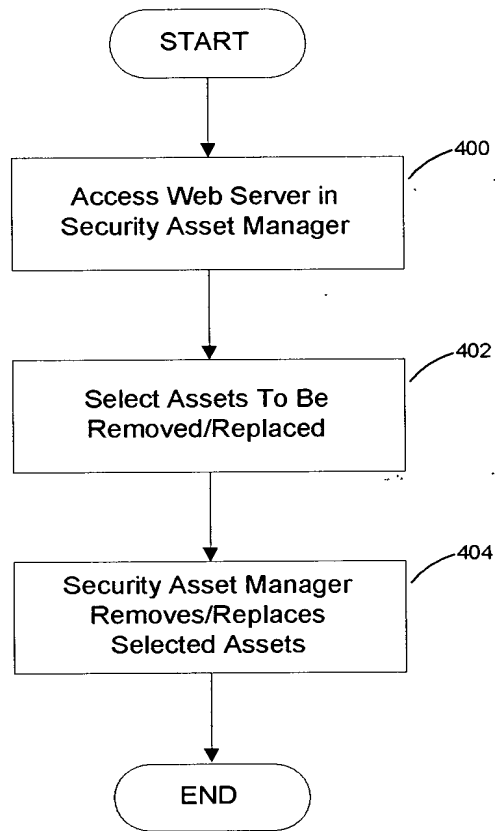 START
400
Access Web Server in
Security Asset Manager
402
Select Assets To Be
Removed/Replaced
404
Security Asset Manager
Removes/Replaces
Selected Assets
END